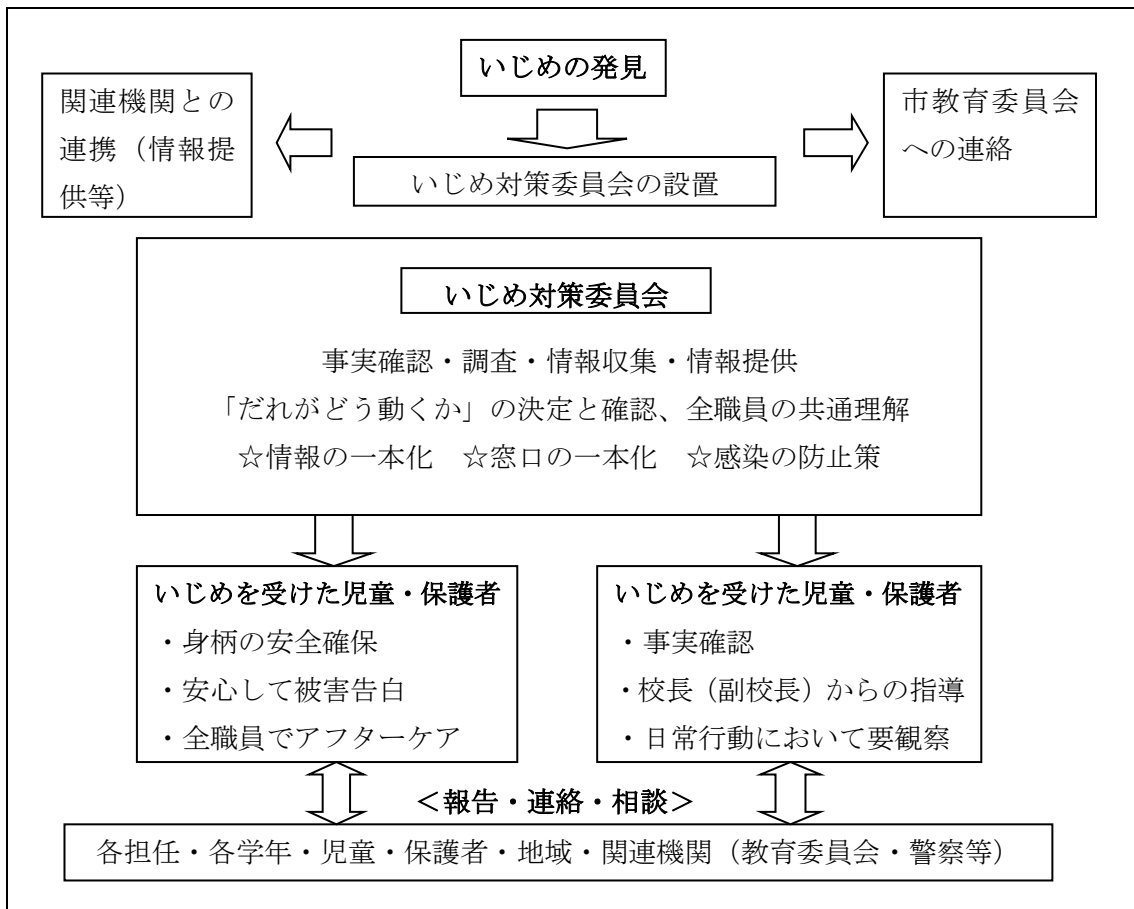 いじめの発見
関連機関との
連携（情報提
供等）
市教育委員会
への連絡
いじめ対策委員会の設置
いじめ対策委員会
事実確認・調査・情報収集・情報提供
「だれがどう動くか」の決定と確認、全職員の共通理解
☆情報の一本化　☆窓口の一本化　☆感染の防止策
いじめを受けた児童・保護者
・身柄の安全確保
・安心して被害告白
・全職員でアフターケア
いじめを受けた児童・保護者
・事実確認
・校長（副校長）からの指導
・日常行動において要観察
＜報告・連絡・相談＞
各担任・各学年・児童・保護者・地域・関連機関（教育委員会・警察等）